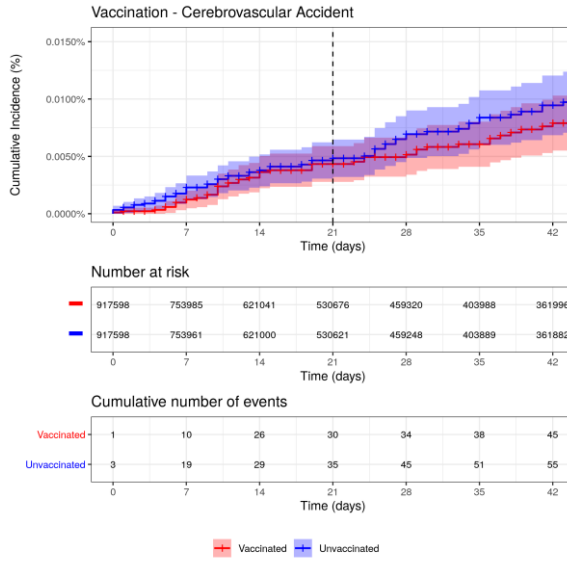 Vaccination - Cerebrovascular Accident
0.0150%
0.0100%
0.0050%
0.0000%
Cumulative Incidence (%)
0 7 14 21 28 35 42
Time (days)
Number at risk
917598 753985 621041 530676 459320 403988 361996
917598 753961 621000 530621 459248 403889 361882
0 7 14 21 28 35 42
Time (days)
Cumulative number of events
Vaccinated 1 10 26 30 34 38 45
Unvaccinated 3 19 29 35 45 51 55
0 7 14 21 28 35 42
Time (days)
Vaccinated Unvaccinated